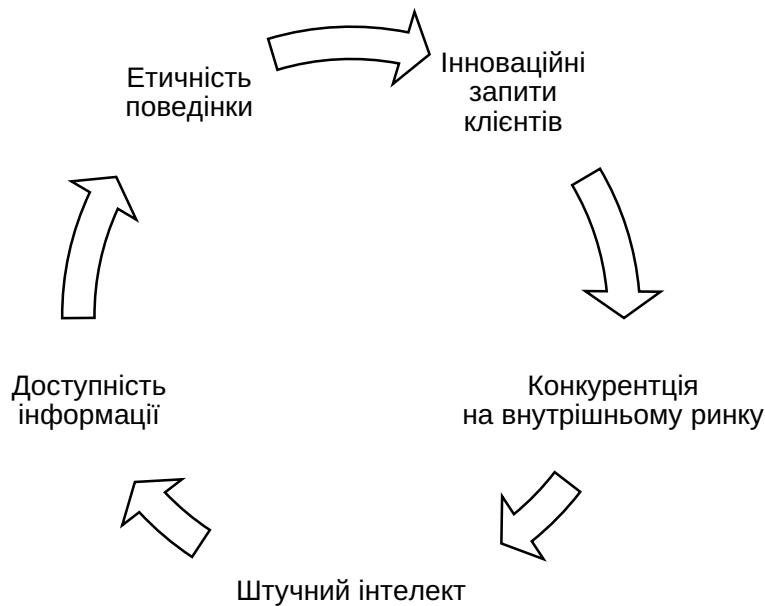 Етичність
поведінки
Інноваційні
запити
клієнтів
Конкурентція
на внутрішньому ринку
Штучний інтелект
Доступність
інформації